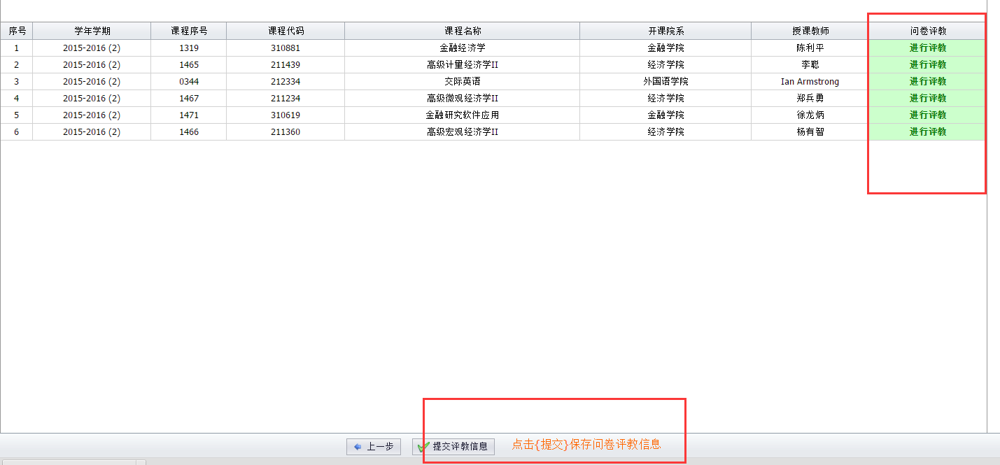 序号 学年学期 课程序号 课程代码 课程名称 开课院系 授课教师 问卷评教
1 2015-2016 (2) 1319 310881 金融经济学 金融学院 陈利平 进行评教
2 2015-2016 (2) 1465 211439 高级计量经济学II 经济学院 李聪 进行评教
3 2015-2016 (2) 0344 212334 交际英语 外国语学院 Ian Armstrong 进行评教
4 2015-2016 (2) 1467 211234 高级微观经济学II 经济学院 郑兵勇 进行评教
5 2015-2016 (2) 1471 310619 金融研究软件应用 金融学院 徐龙炳 进行评教
6 2015-2016 (2) 1466 211360 高级宏观经济学II 经济学院 杨有智 进行评教
上一步 提交评教信息 点击{提交}保存问卷评教信息